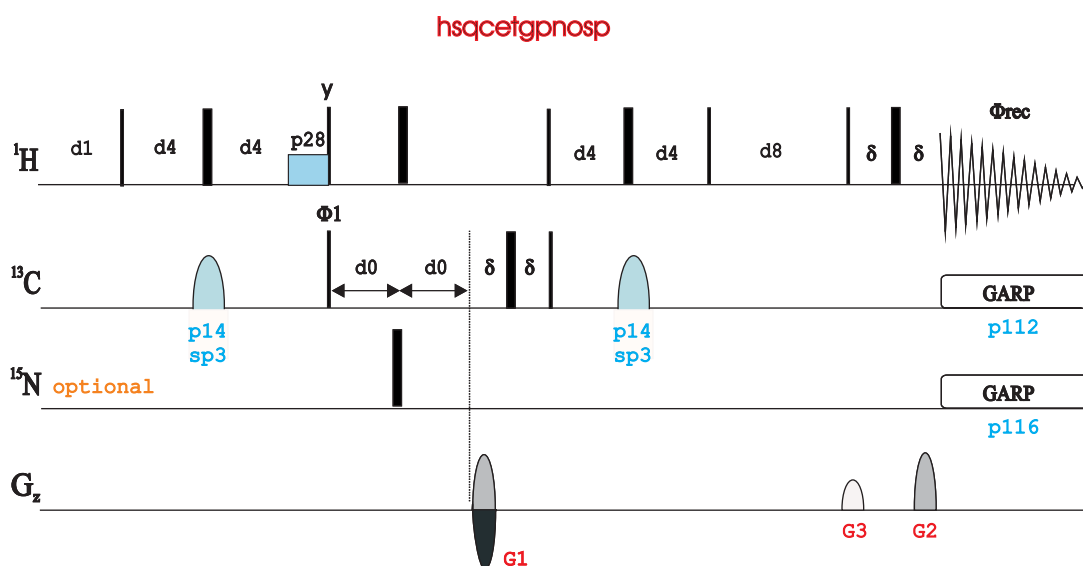 hsqcetgpnosp
y
¹H d1 d4 d4 p28 d4 d4 d8 δ δ Φrec
Φ1
¹³C d0 d0 δ δ GARP
p14 p14 p112
sp3 sp3
¹⁵N optional GARP
p116
Gz
G1 G3 G2